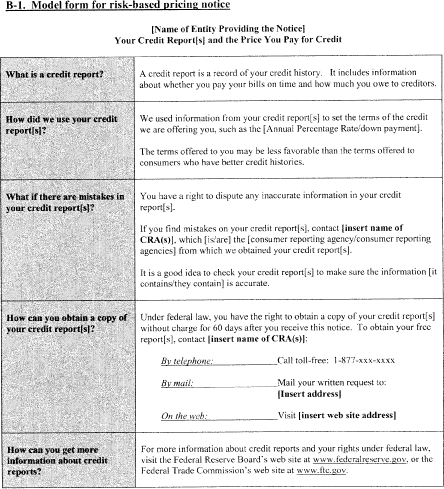 B-1. Model form for risk-based pricing notice
[Name of Entity Providing the Notice]
Your Credit Report[s] and the Price You Pay for Credit
What is a credit report?
A credit report is a record of your credit history. It includes information
about whether you pay your bills on time and how much you owe to creditors.
How did we use your credit
report[s]?
We used information from your credit report[s] to set the terms of the credit
we are offering you, such as the [Annual Percentage Rate/down payment].
The terms offered to you may be less favorable than the terms offered to
consumers who have better credit histories.
What if there are mistakes in
your credit report[s]?
You have a right to dispute any inaccurate information in your credit
report[s].
If you find mistakes on your credit report[s], contact [insert name of
CRA(s)], which [is/are] the [consumer reporting agency/consumer reporting
agencies] from which we obtained your credit report[s].
It is a good idea to check your credit report[s] to make sure the information [it
contains/they contain] is accurate.
How can you obtain a copy of
your credit report[s]?
Under federal law, you have the right to obtain a copy of your credit report[s]
without charge for 60 days after you receive this notice. To obtain your free
report[s], contact [insert name of CRA(s)]:
By telephone: Call toll-free: 1-877-xxx-xxxx
By mail: Mail your written request to:
[Insert address]
On the web: Visit [insert web site address]
How can you get more
information about credit
reports?
For more information about credit reports and your rights under federal law,
visit the Federal Reserve Board's web site at www.federalreserve.gov, or the
Federal Trade Commission's web site at www.ftc.gov.